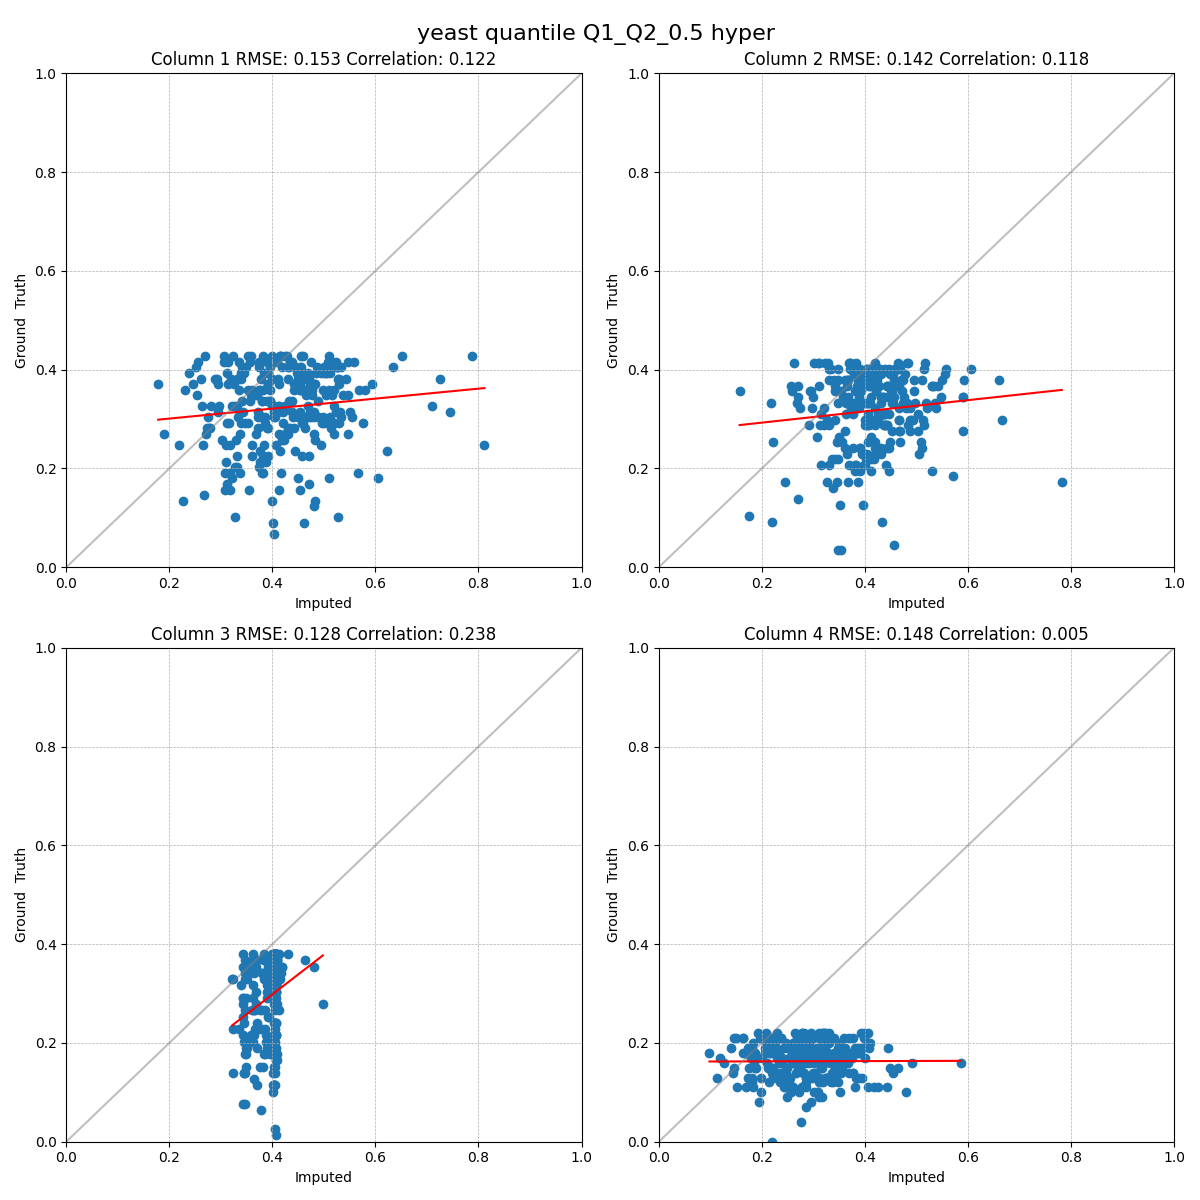 yeast quantile Q1_Q2_0.5 hyper
Column 1 RMSE: 0.153 Correlation: 0.122
1.0
0.8
0.6
0.4
0.2
0.0
Ground Truth
0.0 0.2 0.4 0.6 0.8 1.0
Imputed
Column 2 RMSE: 0.142 Correlation: 0.118
1.0
0.8
0.6
0.4
0.2
0.0
Ground Truth
0.0 0.2 0.4 0.6 0.8 1.0
Imputed
Column 3 RMSE: 0.128 Correlation: 0.238
1.0
0.8
0.6
0.4
0.2
0.0
Ground Truth
0.0 0.2 0.4 0.6 0.8 1.0
Imputed
Column 4 RMSE: 0.148 Correlation: 0.005
1.0
0.8
0.6
0.4
0.2
0.0
Ground Truth
0.0 0.2 0.4 0.6 0.8 1.0
Imputed